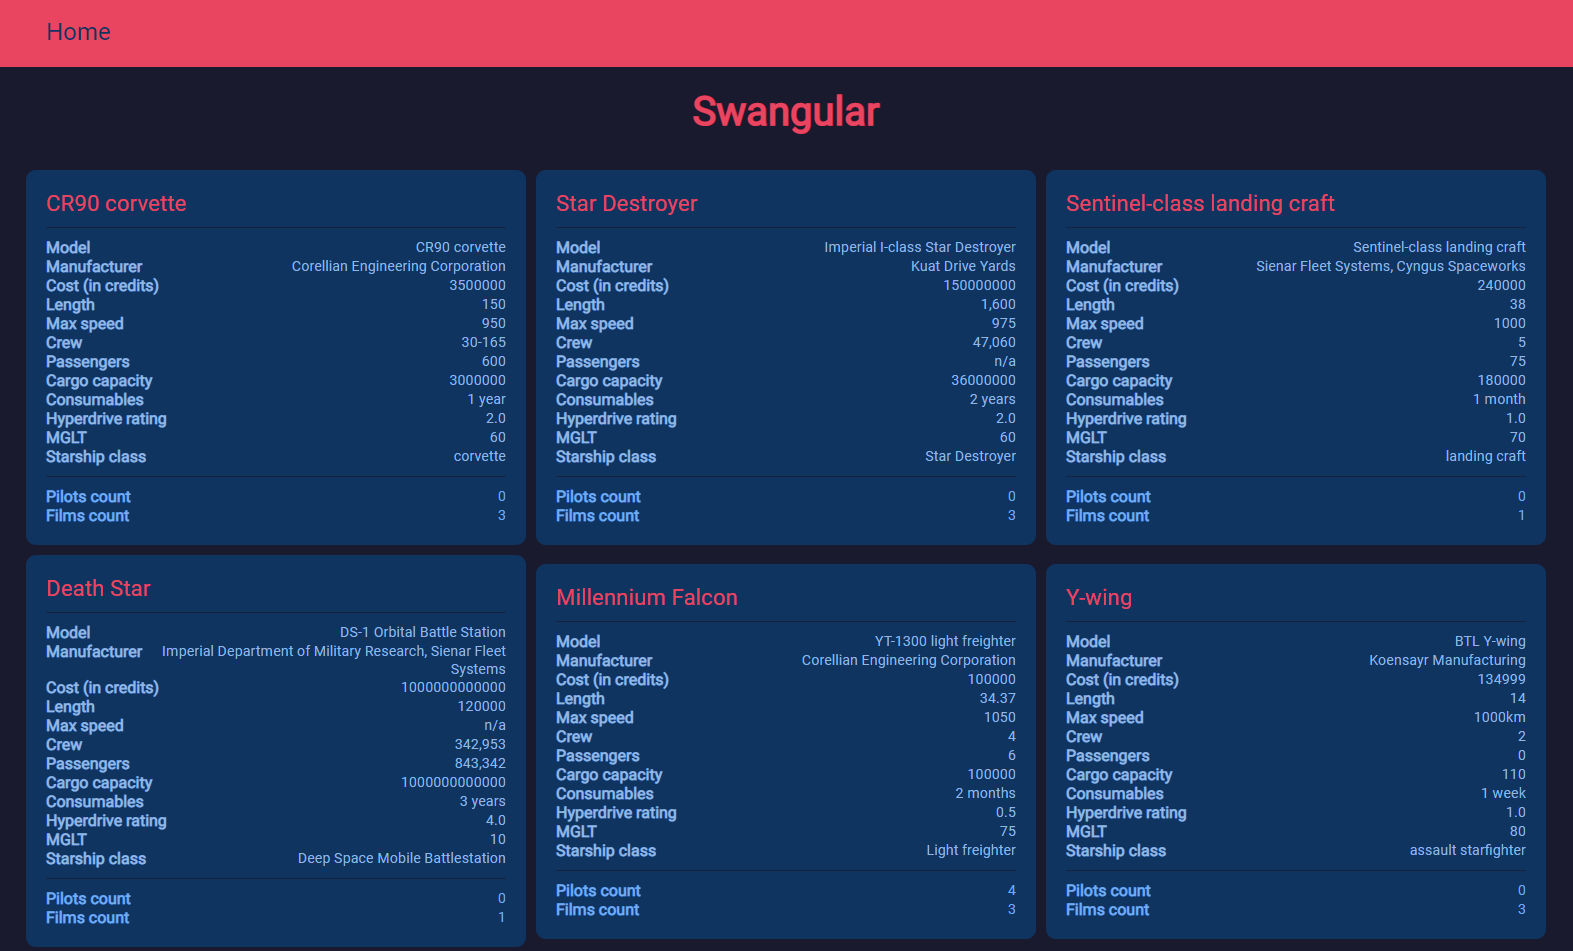 Home
Swangular
CR90 corvette
Model CR90 corvette
Manufacturer Corellian Engineering Corporation
Cost (in credits) 3500000
Length 150
Max speed 950
Crew 30-165
Passengers 600
Cargo capacity 3000000
Consumables 1 year
Hyperdrive rating 2.0
MGLT 60
Starship class corvette
Pilots count 0
Films count 3
Star Destroyer
Model Imperial I-class Star Destroyer
Manufacturer Kuat Drive Yards
Cost (in credits) 150000000
Length 1,600
Max speed 975
Crew 47,060
Passengers n/a
Cargo capacity 36000000
Consumables 2 years
Hyperdrive rating 2.0
MGLT 60
Starship class Star Destroyer
Pilots count 0
Films count 3
Sentinel-class landing craft
Model Sentinel-class landing craft
Manufacturer Sienar Fleet Systems, Cyngus Spaceworks
Cost (in credits) 240000
Length 38
Max speed 1000
Crew 5
Passengers 75
Cargo capacity 180000
Consumables 1 month
Hyperdrive rating 1.0
MGLT 70
Starship class landing craft
Pilots count 0
Films count 1
Death Star
Model DS-1 Orbital Battle Station
Manufacturer Imperial Department of Military Research, Sienar Fleet
Systems
Cost (in credits) 1000000000000
Length 120000
Max speed n/a
Crew 342,953
Passengers 843,342
Cargo capacity 1000000000000
Consumables 3 years
Hyperdrive rating 4.0
MGLT 10
Starship class Deep Space Mobile Battlestation
Pilots count 0
Films count 1
Millennium Falcon
Model YT-1300 light freighter
Manufacturer Corellian Engineering Corporation
Cost (in credits) 100000
Length 34.37
Max speed 1050
Crew 4
Passengers 6
Cargo capacity 100000
Consumables 2 months
Hyperdrive rating 0.5
MGLT 75
Starship class Light freighter
Pilots count 4
Films count 3
Y-wing
Model BTL Y-wing
Manufacturer Koensayr Manufacturing
Cost (in credits) 134999
Length 14
Max speed 1000km
Crew 2
Passengers 0
Cargo capacity 110
Consumables 1 week
Hyperdrive rating 1.0
MGLT 80
Starship class assault starfighter
Pilots count 0
Films count 3